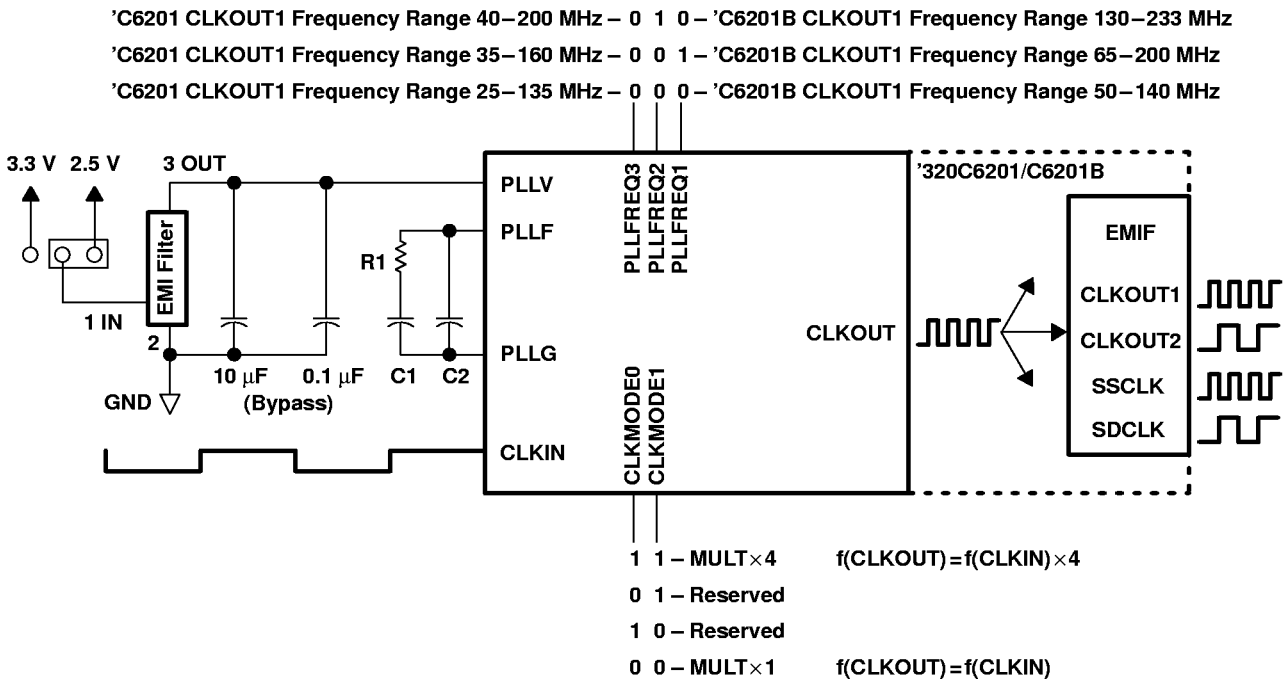 'C6201 CLKOUT1 Frequency Range 40–200 MHz – 0 1 0 – 'C6201B CLKOUT1 Frequency Range 130–233 MHz
'C6201 CLKOUT1 Frequency Range 35–160 MHz – 0 0 1 – 'C6201B CLKOUT1 Frequency Range 65–200 MHz
'C6201 CLKOUT1 Frequency Range 25–135 MHz – 0 0 0 – 'C6201B CLKOUT1 Frequency Range 50–140 MHz
3.3 V 2.5 V 3 OUT
EMI Filter
1 IN
2
GND
10 μF 0.1 μF
(Bypass)
R1
C1 C2
PLLV
PLLF
PLLG
CLKIN
PLLFREQ3
PLLFREQ2
PLLFREQ1
CLKMODE0
CLKMODE1
CLKOUT
'320C6201/C6201B
EMIF
CLKOUT1
CLKOUT2
SSCLK
SDCLK
1 1 – MULT×4 f(CLKOUT)=f(CLKIN)×4
0 1 – Reserved
1 0 – Reserved
0 0 – MULT×1 f(CLKOUT)=f(CLKIN)